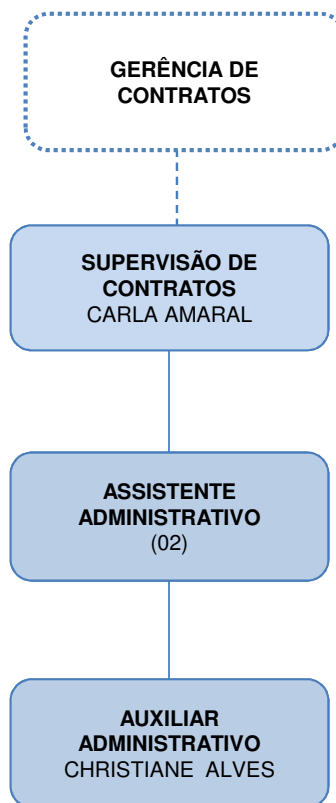 GERÊNCIA DE
CONTRATOS
SUPERVISÃO DE
CONTRATOS
CARLA AMARAL
ASSISTENTE
ADMINISTRATIVO
(02)
AUXILIAR
ADMINISTRATIVO
CHRISTIANE ALVES